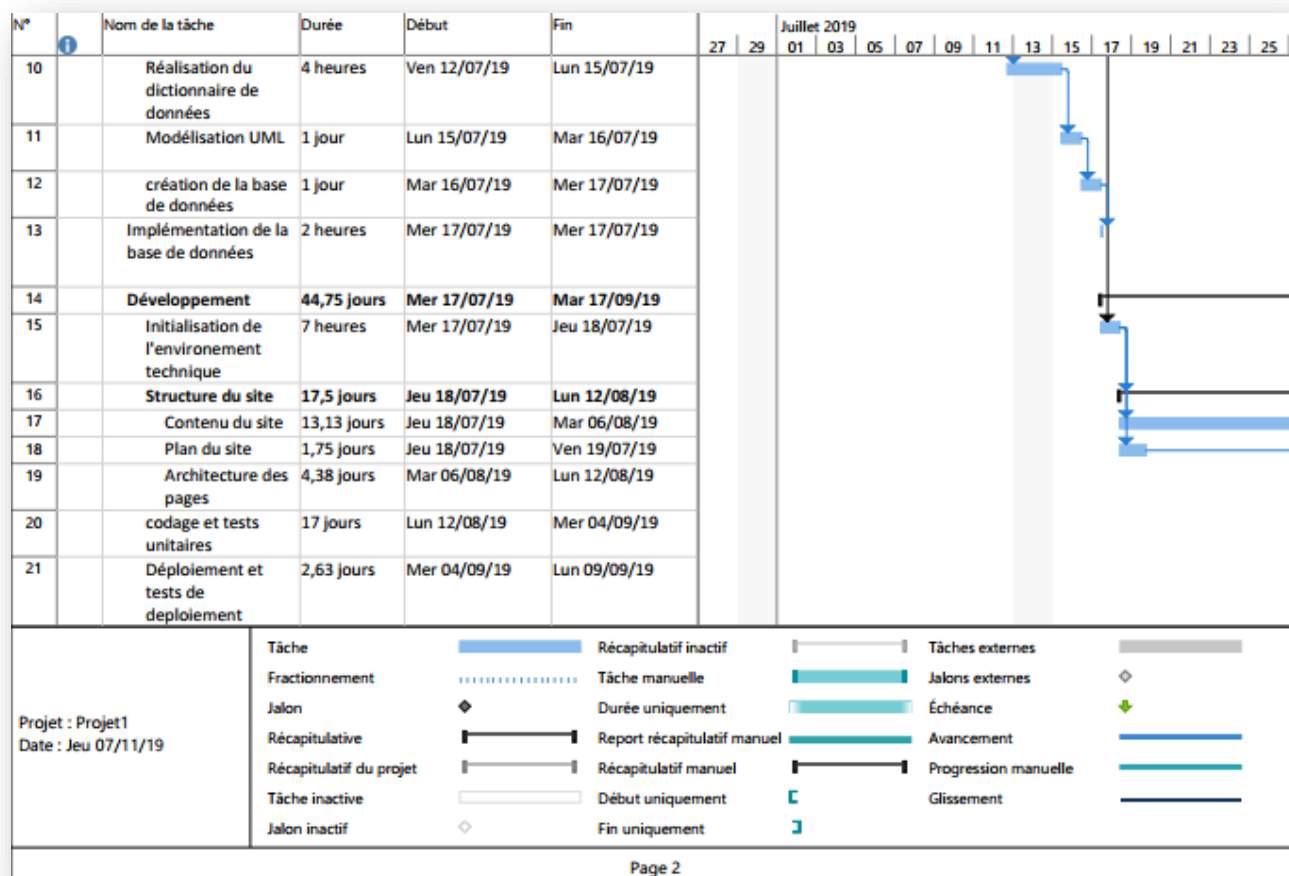 N° Nom de la tâche Durée Début Fin
Juillet 2019
27 29 01 03 05 07 09 11 13 15 17 19 21 23 25
10 Réalisation du dictionnaire de données 4 heures Ven 12/07/19 Lun 15/07/19
11 Modélisation UML 1 jour Lun 15/07/19 Mar 16/07/19
12 création de la base de données 1 jour Mar 16/07/19 Mer 17/07/19
13 Implémentation de la base de données 2 heures Mer 17/07/19 Mer 17/07/19
14 Développement 44,75 jours Mer 17/07/19 Mar 17/09/19
15 Initialisation de l'environement technique 7 heures Mer 17/07/19 Jeu 18/07/19
16 Structure du site 17,5 jours Jeu 18/07/19 Lun 12/08/19
17 Contenu du site 13,13 jours Jeu 18/07/19 Mar 06/08/19
18 Plan du site 1,75 jours Jeu 18/07/19 Ven 19/07/19
19 Architecture des pages 4,38 jours Mar 06/08/19 Lun 12/08/19
20 codage et tests unitaires 17 jours Lun 12/08/19 Mer 04/09/19
21 Déploiement et tests de deploiement 2,63 jours Mer 04/09/19 Lun 09/09/19
Projet : Projet1
Date : Jeu 07/11/19
Tâche Récapitulatif inactif Tâches externes
Fractionnement Tâche manuelle Jalons externes
Jalon Durée uniquement Échéance
Récapitulative Report récapitulatif manuel Avancement
Récapitulatif du projet Récapitulatif manuel Progression manuelle
Tâche inactive Début uniquement Glissement
Jalon inactif Fin uniquement
Page 2